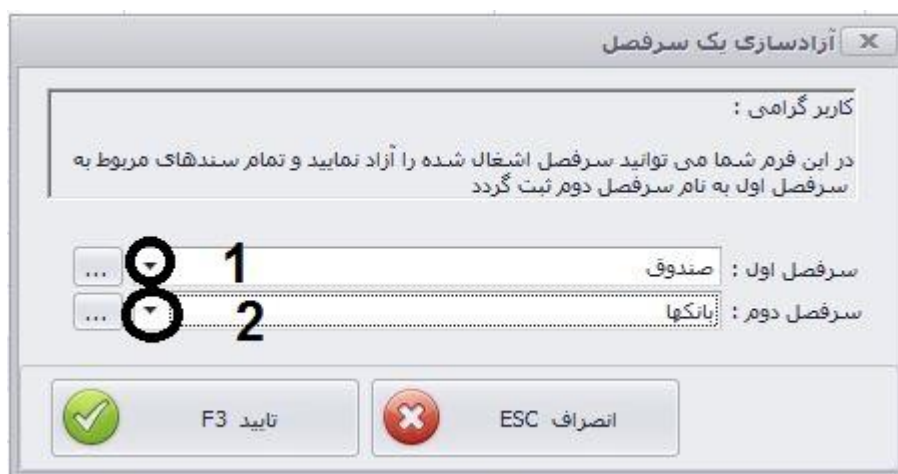 آزادسازی یک سرفصل
کاربر گرامی :
در این فرم شما می توانید سرفصل اشغال شده را آزاد نمایید و تمام سندهای مربوط به
سرفصل اول به نام سرفصل دوم ثبت گردد
سرفصل اول : صندوق 1 ...
سرفصل دوم : بانکها 2 ...
انصراف ESC تایید F3